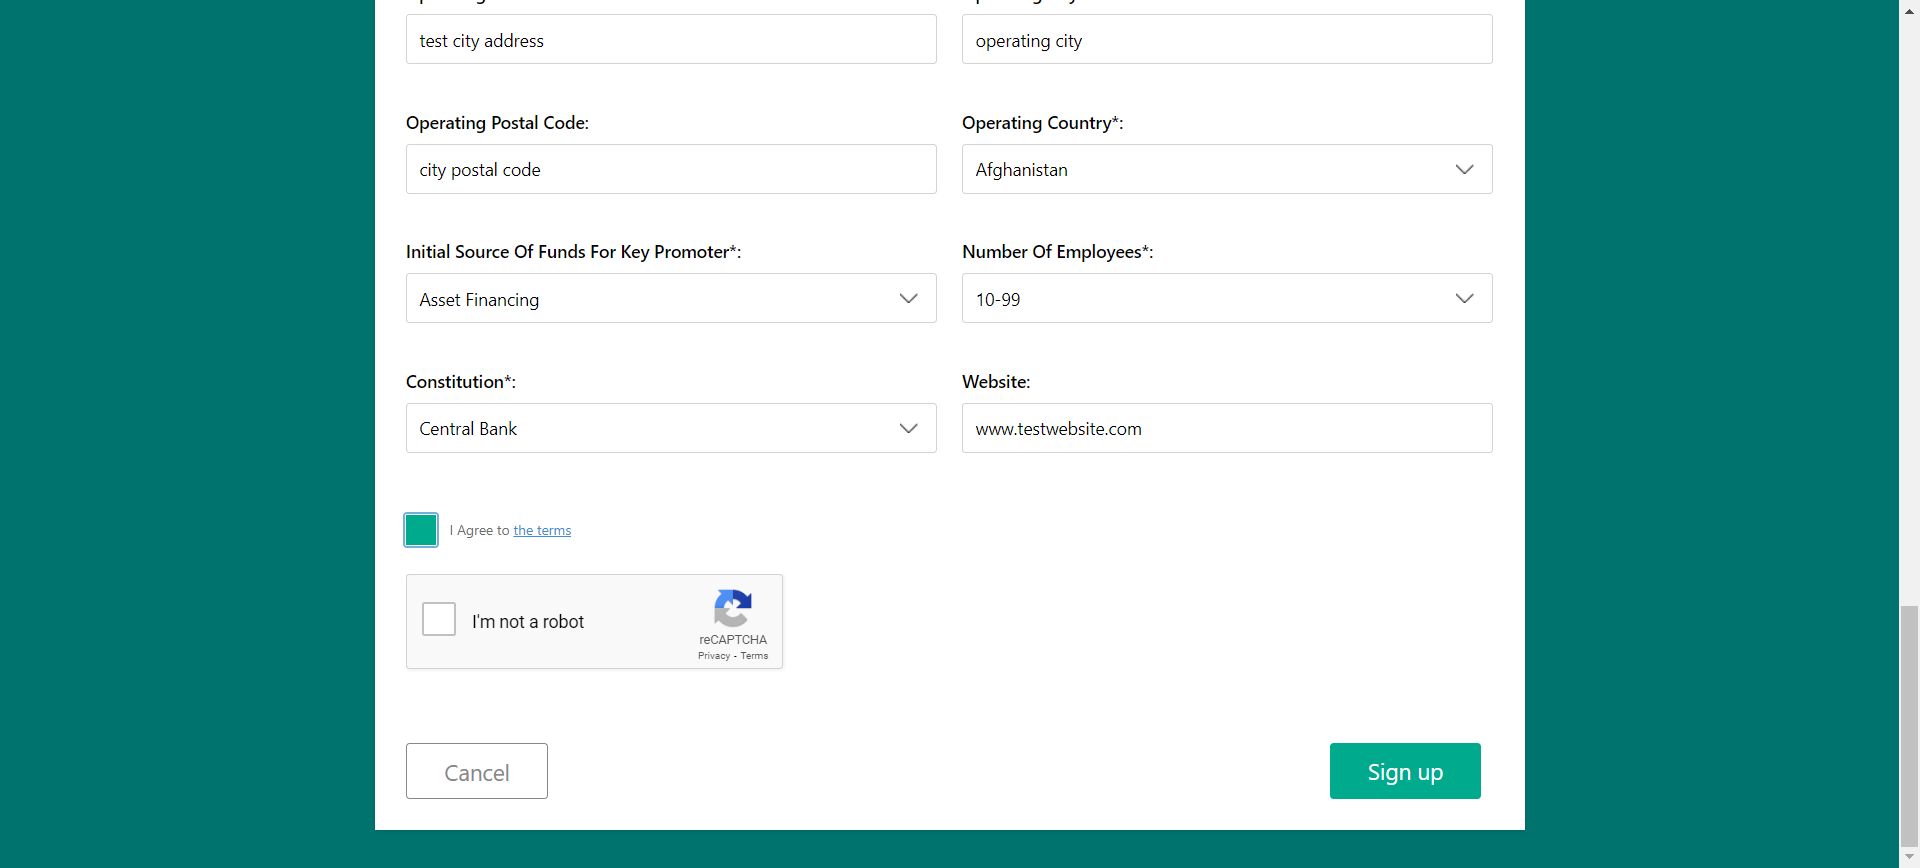 test city address
operating city
Operating Postal Code:
Operating Country*:
city postal code
Afghanistan
Initial Source Of Funds For Key Promoter*:
Number Of Employees*:
Asset Financing
10-99
Constitution*:
Website:
Central Bank
www.testwebsite.com
I Agree to the terms
I'm not a robot
reCAPTCHA
Privacy - Terms
Cancel
Sign up